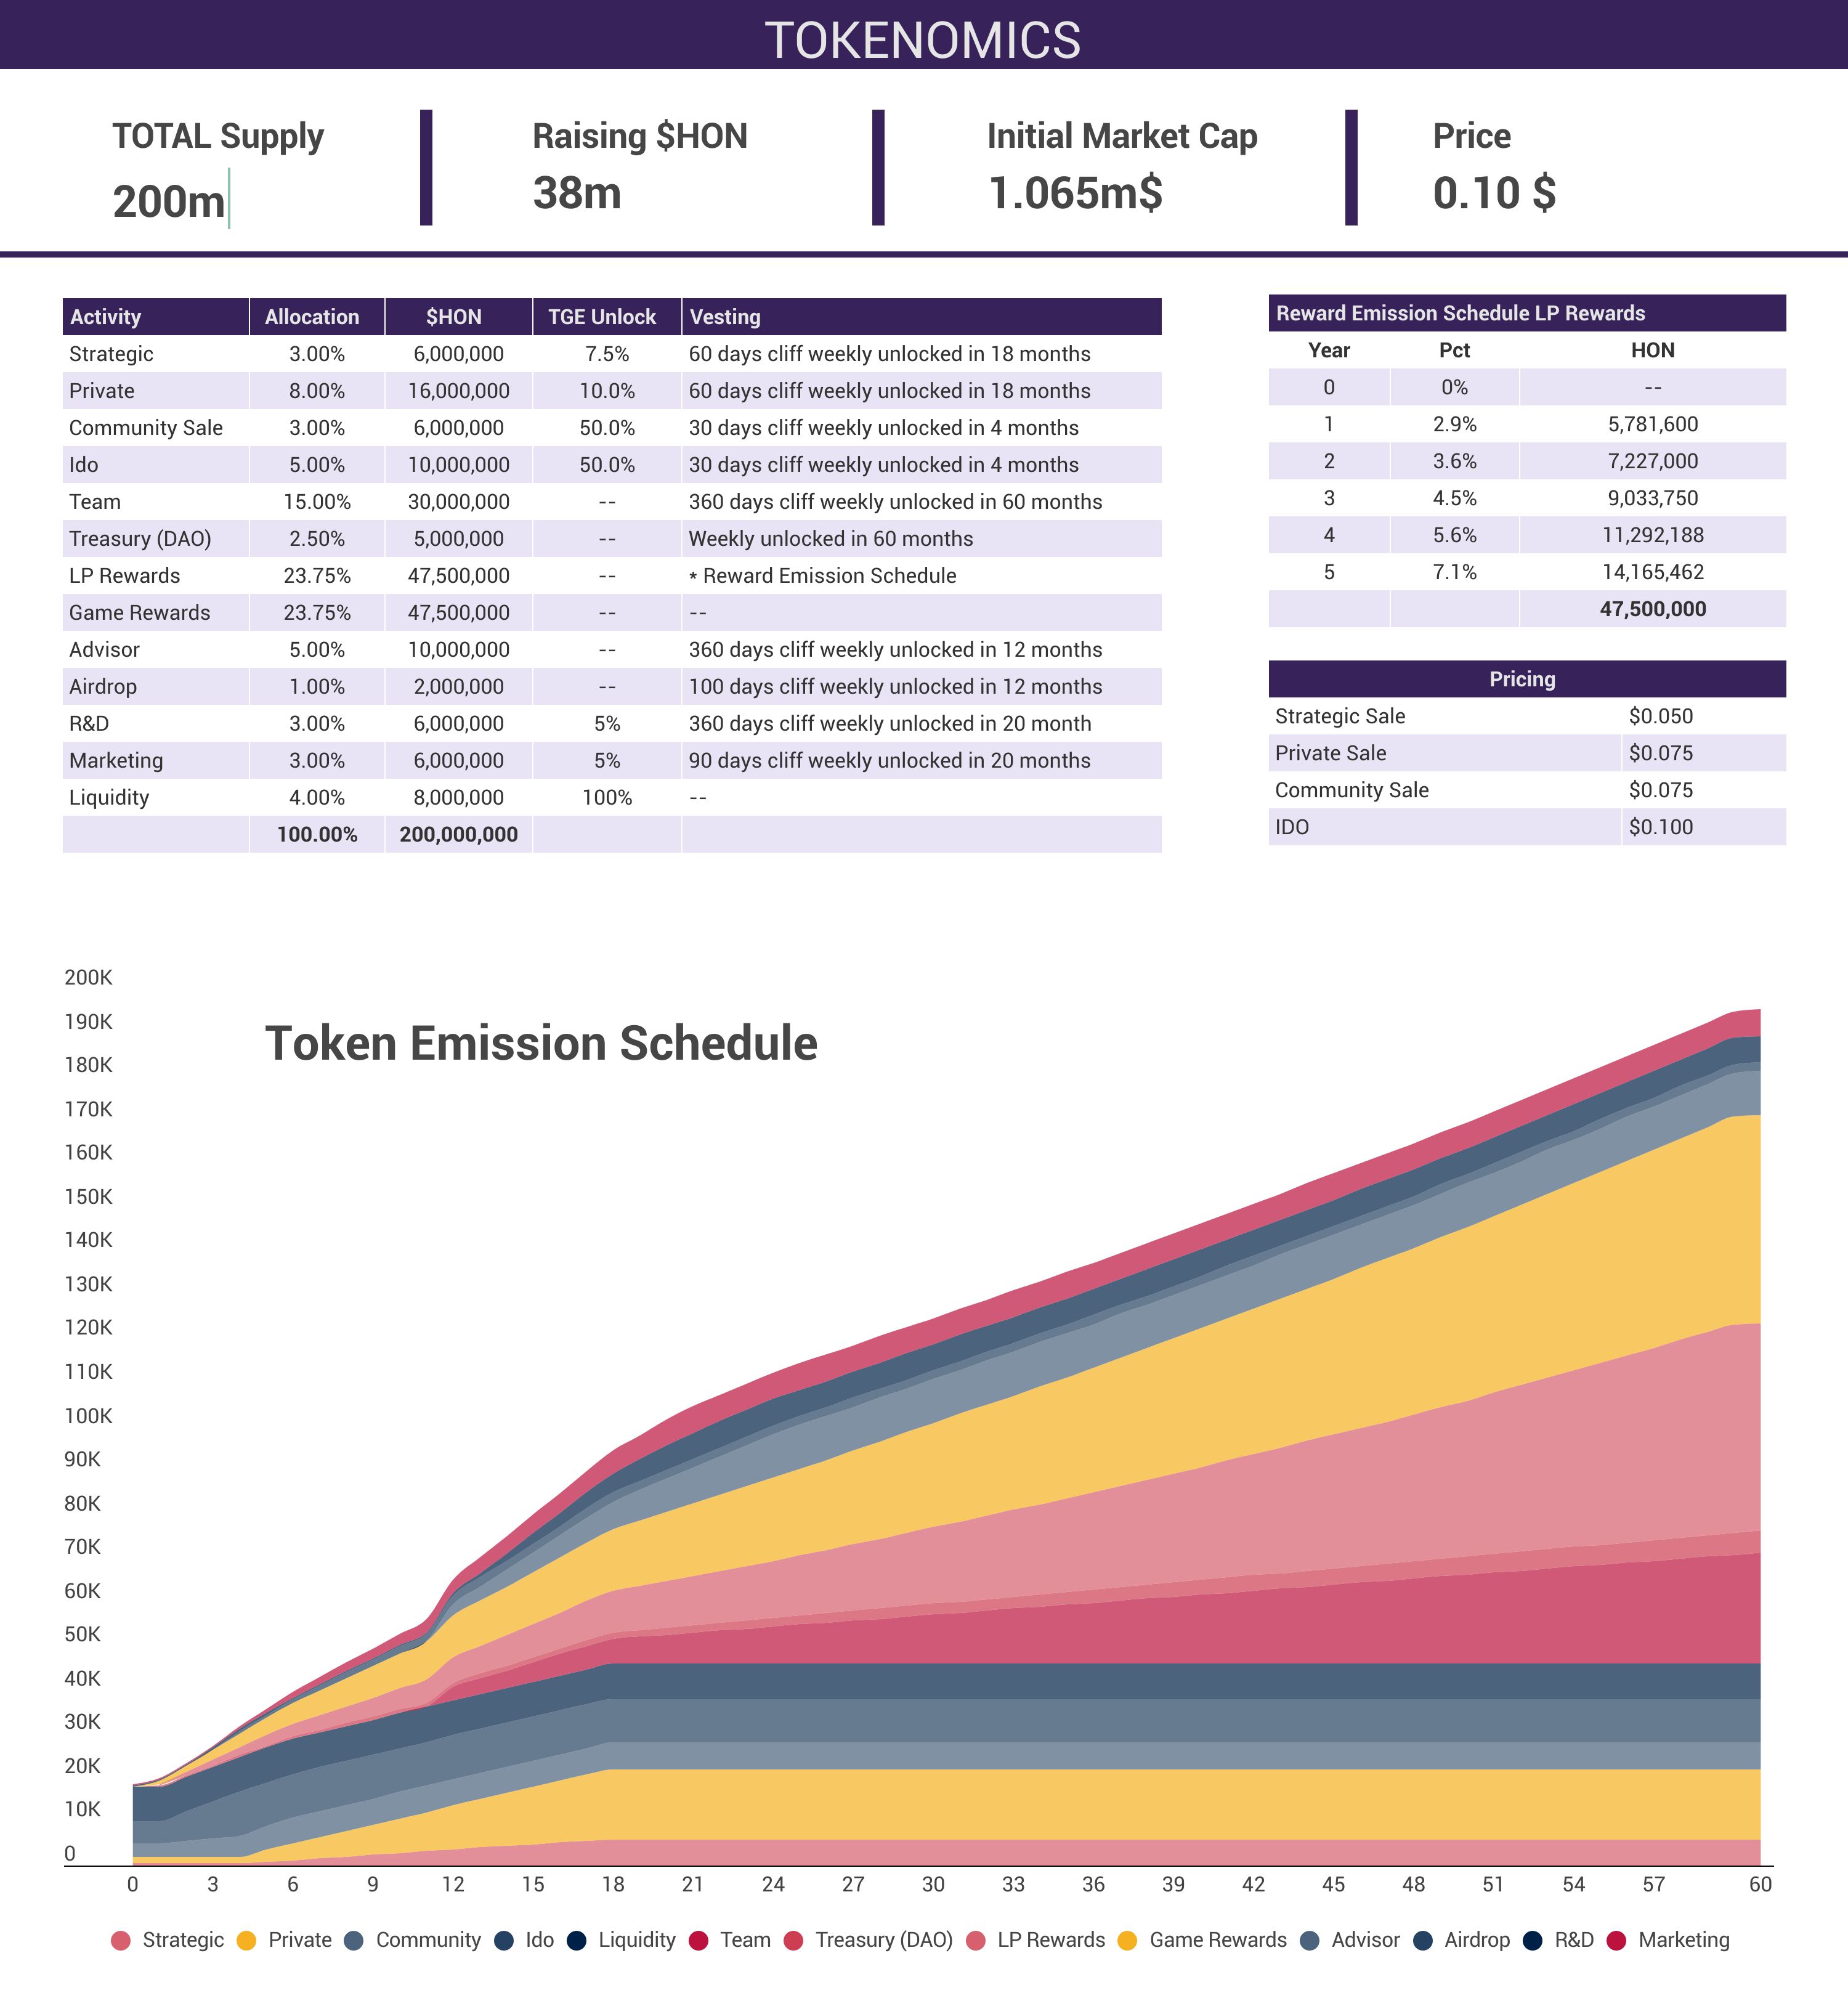 TOKENOMICS
TOTAL Supply
200m
Raising $HON
38m
Initial Market Cap
1.065m$
Price
0.10 $
Activity Allocation $HON TGE Unlock Vesting
Strategic 3.00% 6,000,000 7.5% 60 days cliff weekly unlocked in 18 months
Private 8.00% 16,000,000 10.0% 60 days cliff weekly unlocked in 18 months
Community Sale 3.00% 6,000,000 50.0% 30 days cliff weekly unlocked in 4 months
Ido 5.00% 10,000,000 50.0% 30 days cliff weekly unlocked in 4 months
Team 15.00% 30,000,000 -- 360 days cliff weekly unlocked in 60 months
Treasury (DAO) 2.50% 5,000,000 -- Weekly unlocked in 60 months
LP Rewards 23.75% 47,500,000 -- * Reward Emission Schedule
Game Rewards 23.75% 47,500,000 -- --
Advisor 5.00% 10,000,000 -- 360 days cliff weekly unlocked in 12 months
Airdrop 1.00% 2,000,000 -- 100 days cliff weekly unlocked in 12 months
R&D 3.00% 6,000,000 5% 360 days cliff weekly unlocked in 20 month
Marketing 3.00% 6,000,000 5% 90 days cliff weekly unlocked in 20 months
Liquidity 4.00% 8,000,000 100% --
100.00% 200,000,000
Reward Emission Schedule LP Rewards
Year Pct HON
0 0% --
1 2.9% 5,781,600
2 3.6% 7,227,000
3 4.5% 9,033,750
4 5.6% 11,292,188
5 7.1% 14,165,462
47,500,000
Pricing
Strategic Sale $0.050
Private Sale $0.075
Community Sale $0.075
IDO $0.100
Token Emission Schedule
200K
190K
180K
170K
160K
150K
140K
130K
120K
110K
100K
90K
80K
70K
60K
50K
40K
30K
20K
10K
0
0 3 6 9 12 15 18 21 24 27 30 33 36 39 42 45 48 51 54 57 60
Strategic Private Community Ido Liquidity Team Treasury (DAO) LP Rewards Game Rewards Advisor Airdrop R&D Marketing